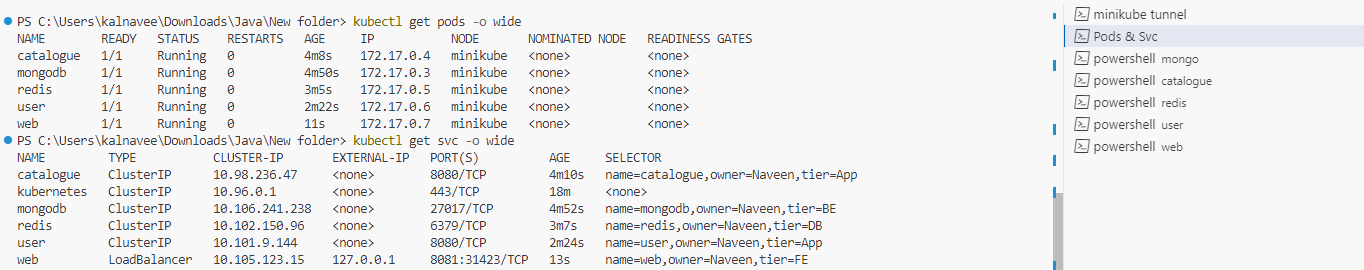 PS C:\Users\kalnavee\Downloads\Java\New folder> kubectl get pods -o wide
NAME READY STATUS RESTARTS AGE IP NODE NOMINATED NODE READINESS GATES
catalogue 1/1 Running 0 4m8s 172.17.0.4 minikube <none> <none>
mongodb 1/1 Running 0 4m50s 172.17.0.3 minikube <none> <none>
redis 1/1 Running 0 3m5s 172.17.0.5 minikube <none> <none>
user 1/1 Running 0 2m22s 172.17.0.6 minikube <none> <none>
web 1/1 Running 0 11s 172.17.0.7 minikube <none> <none>
PS C:\Users\kalnavee\Downloads\Java\New folder> kubectl get svc -o wide
NAME TYPE CLUSTER-IP EXTERNAL-IP PORT(S) AGE SELECTOR
catalogue ClusterIP 10.98.236.47 <none> 8080/TCP 4m10s name=catalogue,owner=Naveen,tier=App
kubernetes ClusterIP 10.96.0.1 <none> 443/TCP 18m <none>
mongodb ClusterIP 10.106.241.238 <none> 27017/TCP 4m52s name=mongodb,owner=Naveen,tier=BE
redis ClusterIP 10.102.150.96 <none> 6379/TCP 3m7s name=redis,owner=Naveen,tier=DB
user ClusterIP 10.101.9.144 <none> 8080/TCP 2m24s name=user,owner=Naveen,tier=App
web LoadBalancer 10.105.123.15 127.0.0.1 8081:31423/TCP 13s name=web,owner=Naveen,tier=FE
minikube tunnel
Pods & Svc
powershell mongo
powershell catalogue
powershell redis
powershell user
powershell web